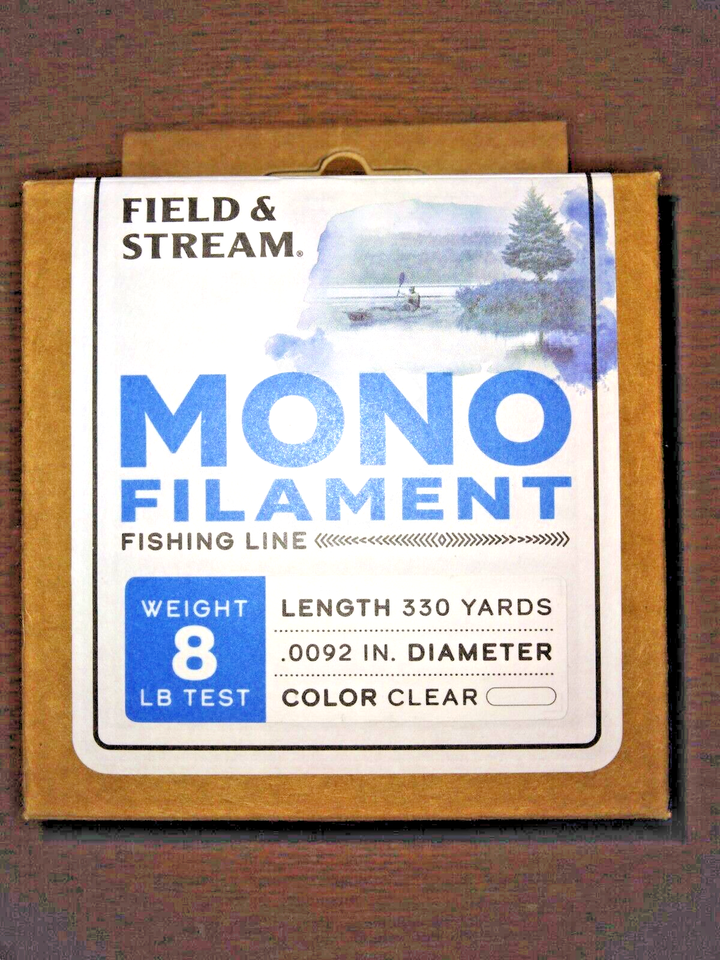 FIELD &
STREAM®
MONO
FILAMENT
FISHING LINE
WEIGHT
8
LB TEST
LENGTH 330 YARDS
.0092 IN. DIAMETER
COLOR CLEAR